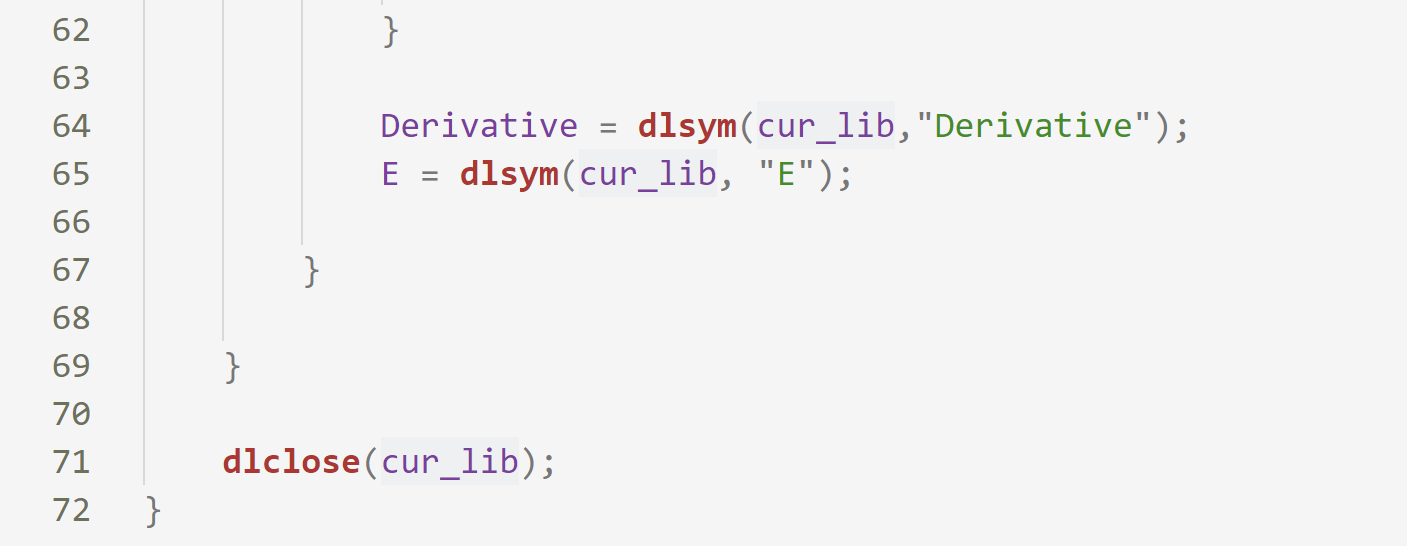 62 }
63
64 Derivative = dlsym(cur_lib,"Derivative");
65 E = dlsym(cur_lib, "E");
66
67 }
68
69 }
70
71 dlclose(cur_lib);
72 }